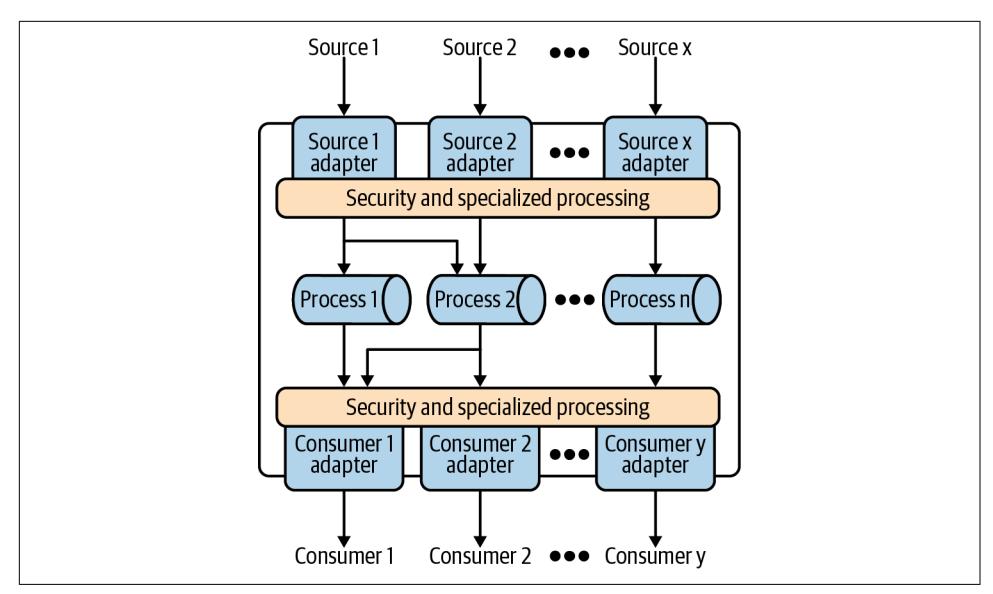 Source 1 Source 2 ••• Source x
Source 1 adapter
Source 2 adapter
•••
Source x adapter
Security and specialized processing
Process 1 Process 2 ••• Process n
Security and specialized processing
Consumer 1 adapter
Consumer 2 adapter
•••
Consumer y adapter
Consumer 1 Consumer 2 ••• Consumer y